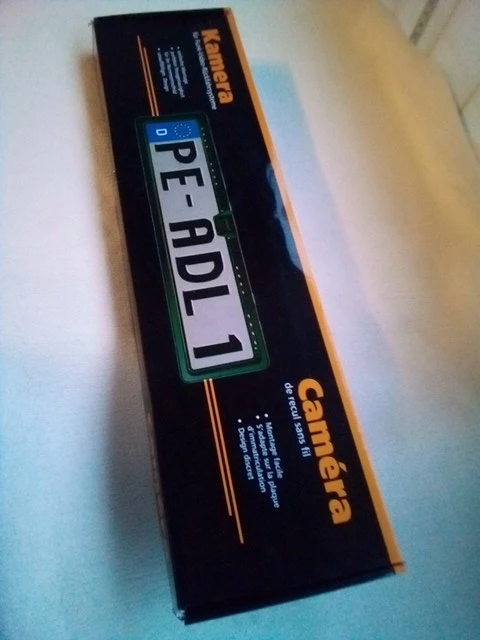 Kamera
D
PE-ADL 1
Caméra
de recul sans fil
• Montage facile
• S'adapte sur la plaque
d'immatriculation
• Design discret